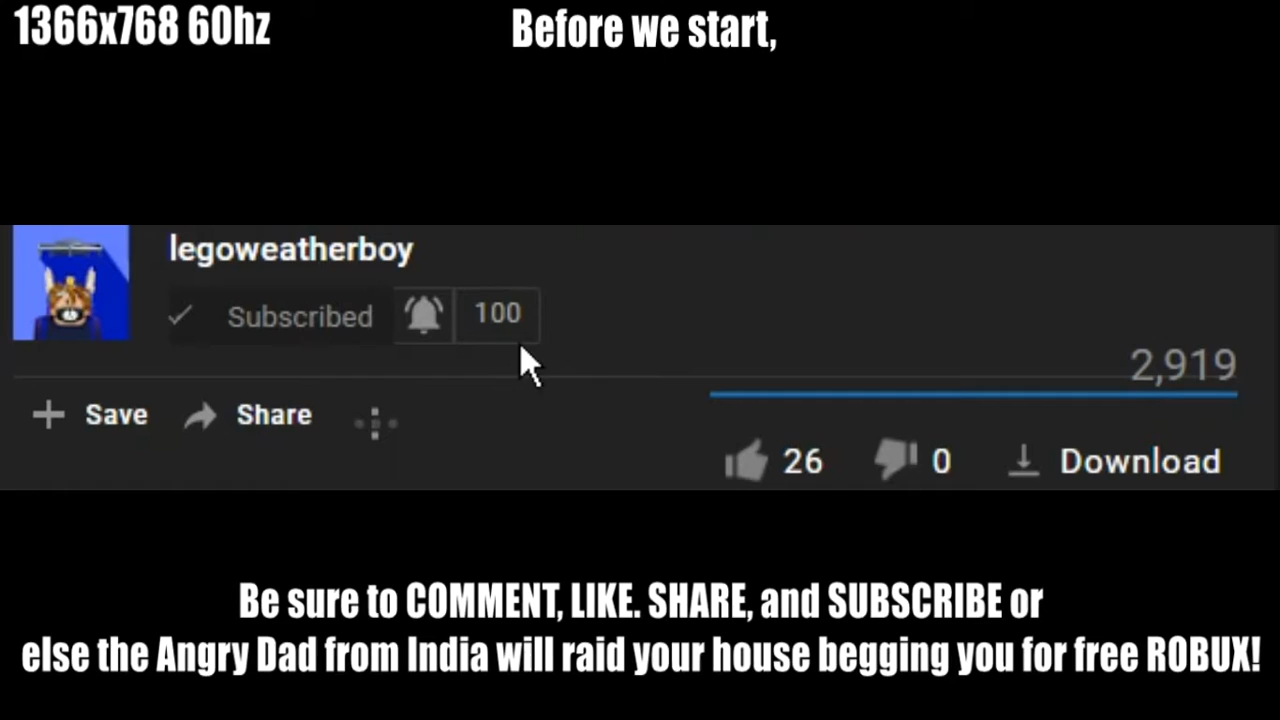 1366x768 60hz
Before we start,
legoweatherboy
Subscribed 100
2,919
Save Share
26 0 Download
Be sure to COMMENT, LIKE. SHARE, and SUBSCRIBE or
else the Angry Dad from India will raid your house begging you for free ROBUX!